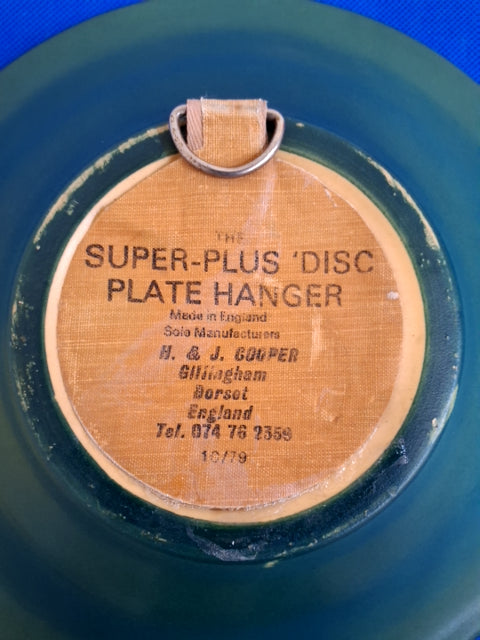 THE
SUPER-PLUS 'DISC
PLATE HANGER
Made in England
Sole Manufacturers
H. & J. COOPER
Gillingham
Dorset
England
Tel. 074 76 2359
10/79